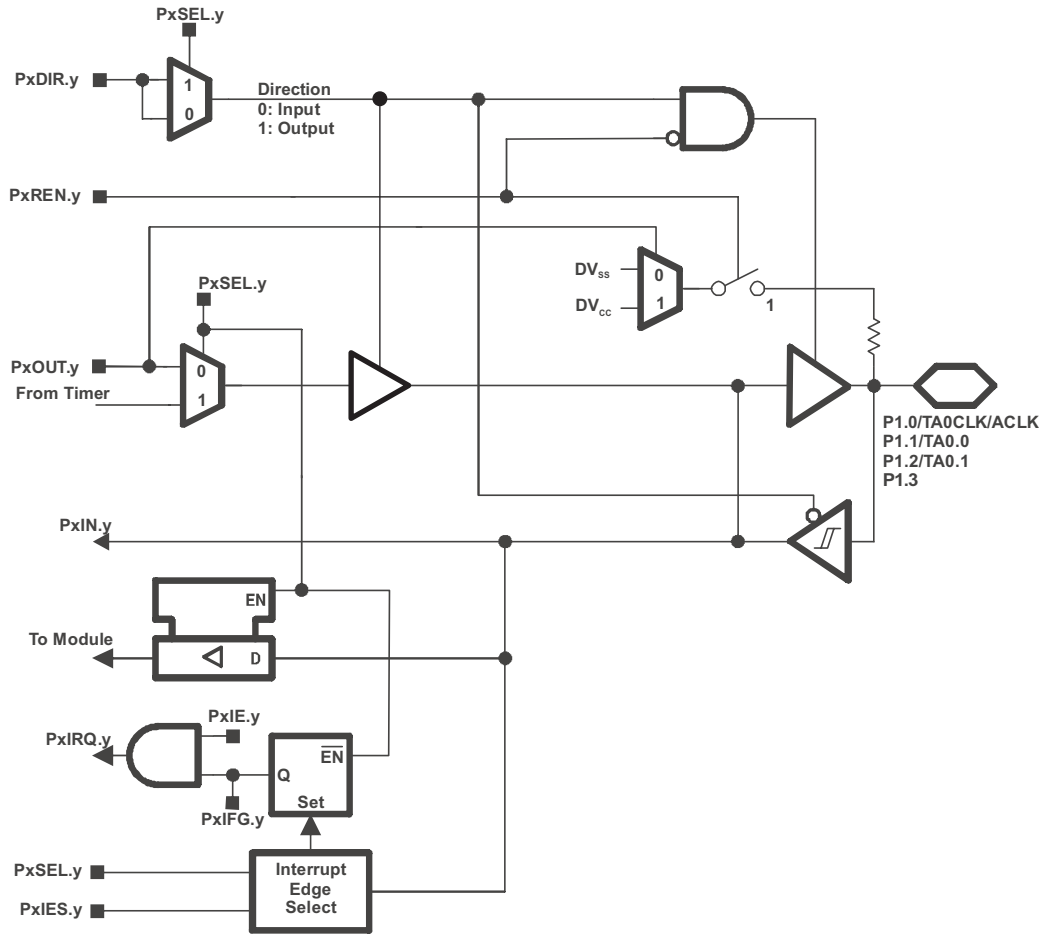 PxSEL.y
PxDIR.y
1
0
Direction
0: Input
1: Output
PxREN.y
DVss
0
DVcc
1
1
PxSEL.y
PxOUT.y
0
From Timer
1
P1.0/TA0CLK/ACLK
P1.1/TA0.0
P1.2/TA0.1
P1.3
PxIN.y
EN
To Module
D
PxIE.y
PxIRQ.y
EN
Q
Set
PxIFG.y
PxSEL.y
PxIES.y
Interrupt
Edge
Select